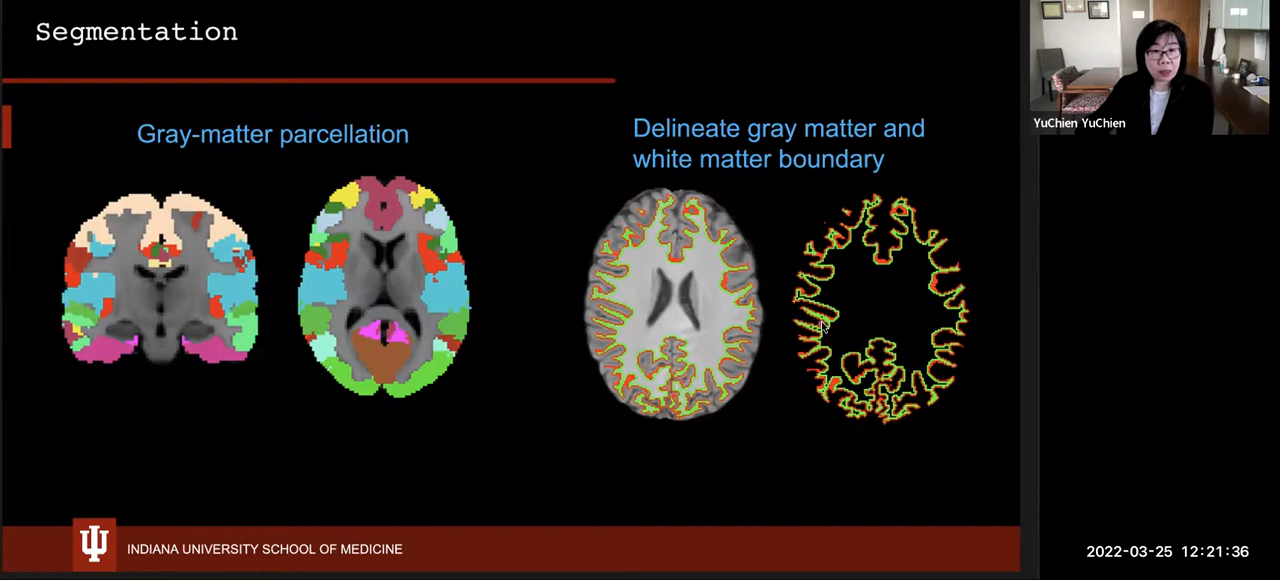 Segmentation
Gray-matter parcellation
Delineate gray matter and
white matter boundary
YuChien YuChien
INDIANA UNIVERSITY SCHOOL OF MEDICINE
2022-03-25 12:21:36